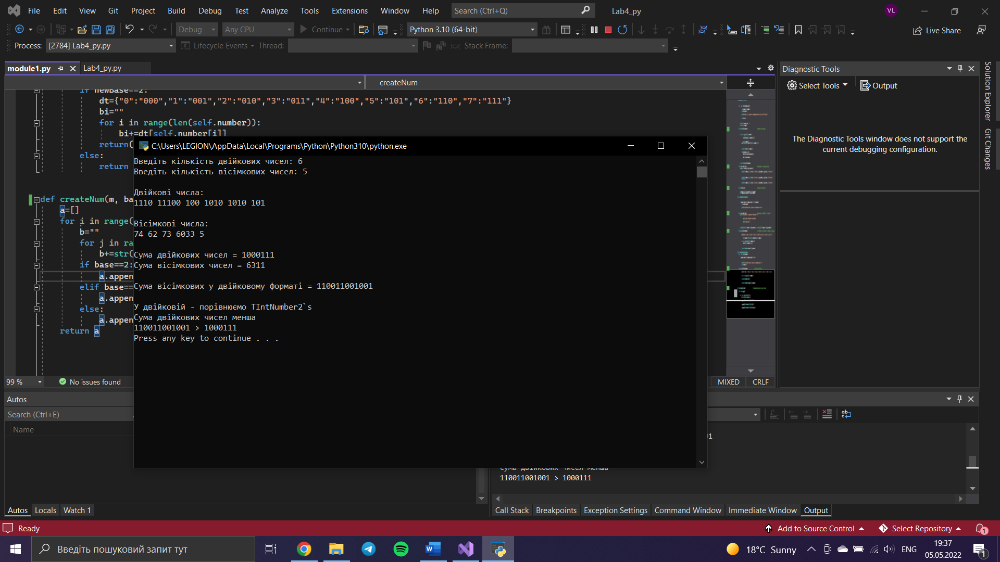 File Edit View Git Project Build Debug Test Analyze Tools Extensions Window Help Search (Ctrl+Q) Lab4_py VL
Debug Any CPU Continue Python 3.10 (64-bit) Live Share
Process: [2784] Lab4_py.py Lifecycle Events Thread: Stack Frame:
module1.py Lab4_py.py
createNum
if newBase==2:
dt={"0":"000","1":"001","2":"010","3":"011","4":"100","5":"101","6":"110","7":"111"}
bi=""
for i in range(len(self.number)):
bi+=dt[self.number[i]]
return(
else:
return
def createNum(m, ba
a=[]
for i in range(
b=""
for j in ra
b+=str(
if base==2:
a.appen
elif base==
a.appen
else:
a.appen
return a
C:\Users\LEGION\AppData\Local\Programs\Python\Python310\python.exe
Введіть кількість двійкових чисел: 6
Введіть кількість вісімкових чисел: 5
Двійкові числа:
1110 11100 100 1010 1010 101
Вісімкові числа:
74 62 73 6033 5
Сума двійкових чисел = 1000111
Сума вісімкових чисел = 6311
Сума вісімкових у двійковому форматі = 110011001001
У двійковій - порівнюємо TIntNumber2`s
Сума двійкових чисел менша
110011001001 > 1000111
Press any key to continue . . .
Diagnostic Tools
Select Tools Output
The Diagnostic Tools window does not support the
current debugging configuration.
Solution Explorer
Git Changes
99 % No issues found MIXED CRLF
Autos
Search (Ctrl+E)
Name
01
Сума двійкових чисел менша
110011001001 > 1000111
Autos Locals Watch 1
Call Stack Breakpoints Exception Settings Command Window Immediate Window Output
Ready Add to Source Control Select Repository 1
Введіть пошуковий запит тут
18°C Sunny ENG
19:37
05.05.2022
1